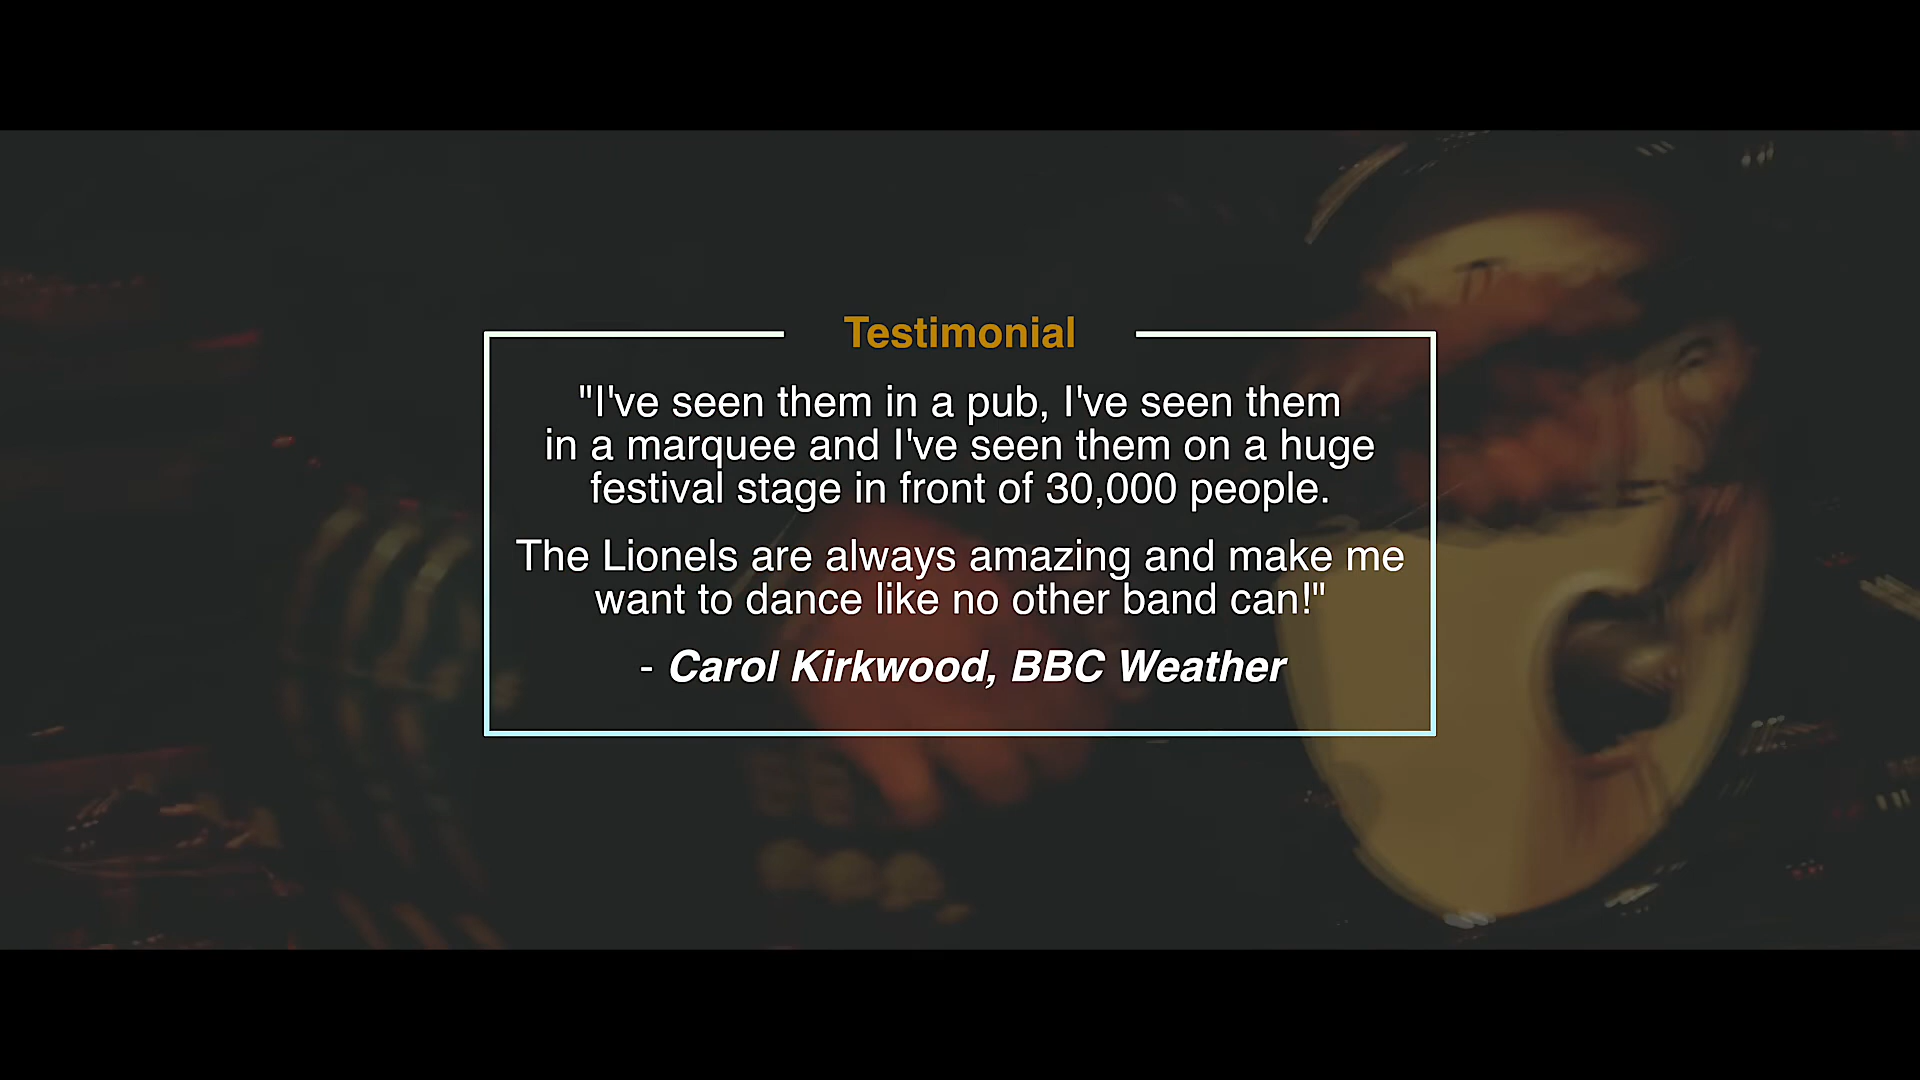 Testimonial
"I've seen them in a pub, I've seen them
in a marquee and I've seen them on a huge
festival stage in front of 30,000 people.
The Lionels are always amazing and make me
want to dance like no other band can!"
- Carol Kirkwood, BBC Weather